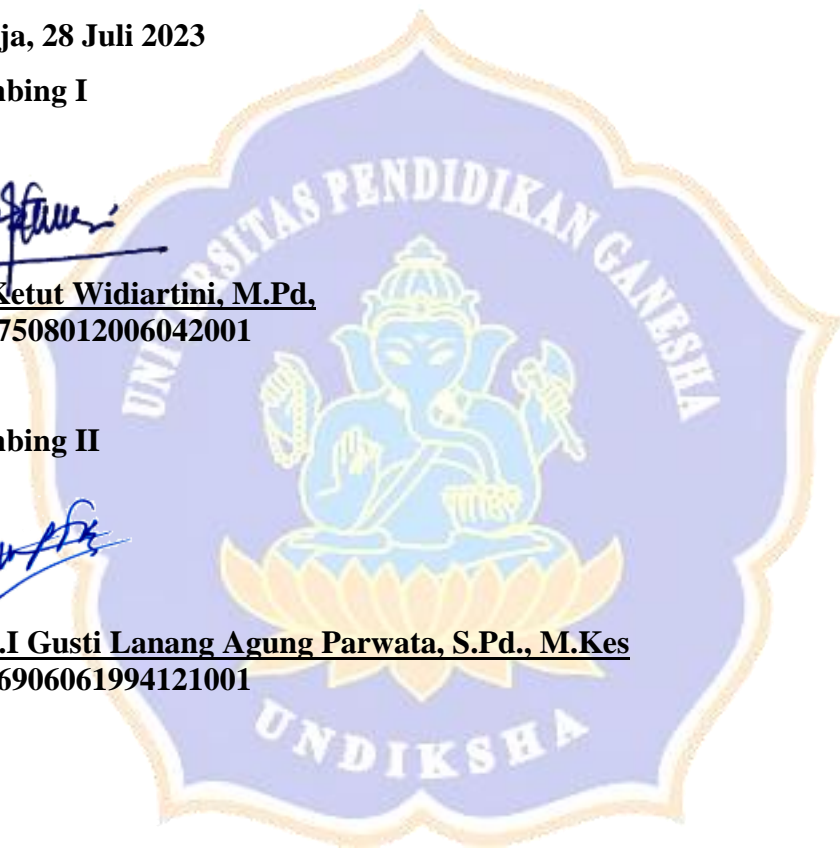 ja, 28 Juli 2023
nbing I
Ketut Widiartini, M.Pd,
7508012006042001
nbing II
.I Gusti Lanang Agung Parwata, S.Pd., M.Kes
6906061994121001
UNIVERSITAS PENDIDIKAN GANESHA
UNDIKSHA